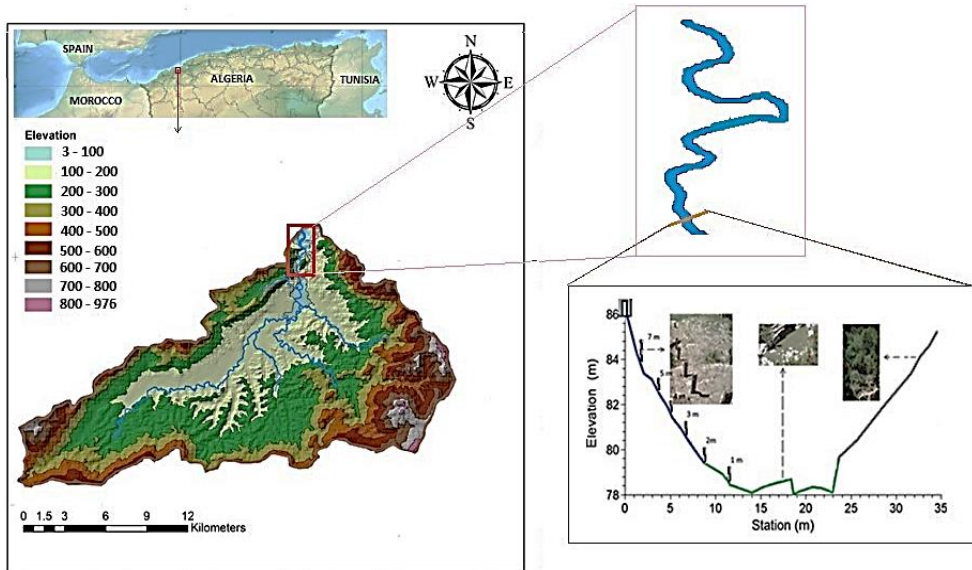 SPAIN
ALGERIA
TUNISIA
MOROCCO
N
W E
S
Elevation
3 - 100
100 - 200
200 - 300
300 - 400
400 - 500
500 - 600
600 - 700
700 - 800
800 - 976
0 1.5 3 6 9 12
Kilometers
86
84
82
80
78
Elevation (m)
7 m
5 m
3 m
2m
1 m
0 5 10 15 20 25 30 35
Station (m)